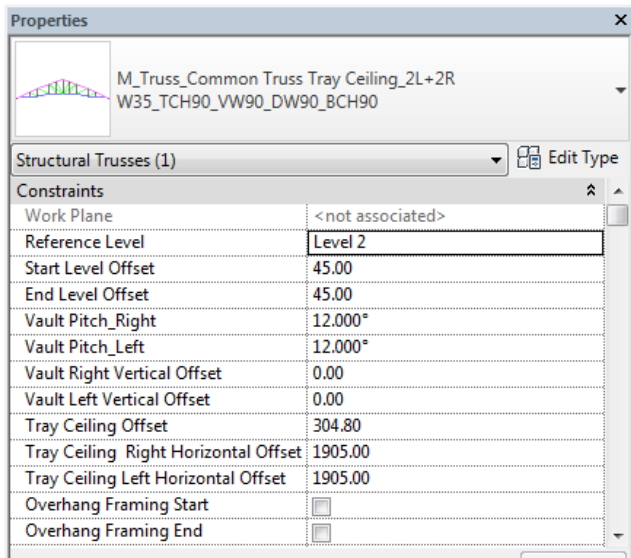 Properties
M_Truss_Common Truss Tray Ceiling_2L+2R
W35_TCH90_VW90_DW90_BCH90
Structural Trusses (1) Edit Type
Constraints
Work Plane <not associated>
Reference Level Level 2
Start Level Offset 45.00
End Level Offset 45.00
Vault Pitch_Right 12.000°
Vault Pitch_Left 12.000°
Vault Right Vertical Offset 0.00
Vault Left Vertical Offset 0.00
Tray Ceiling Offset 304.80
Tray Ceiling  Right Horizontal Offset 1905.00
Tray Ceiling Left Horizontal Offset 1905.00
Overhang Framing Start
Overhang Framing End